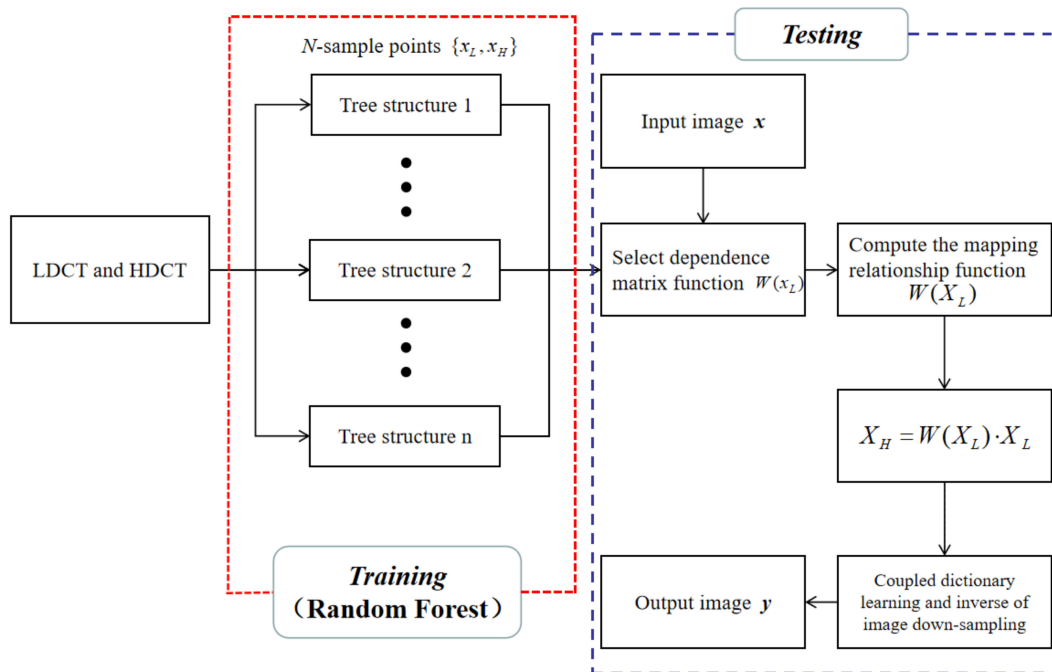 N-sample points {x_L, x_H}
Tree structure 1
Tree structure 2
Tree structure n
LDCT and HDCT
Training
（Random Forest）
Testing
Input image x
Select dependence
matrix function W(x_L)
Compute the mapping
relationship function
W(X_L)
X_H = W(X_L)·X_L
Coupled dictionary
learning and inverse of
image down-sampling
Output image y